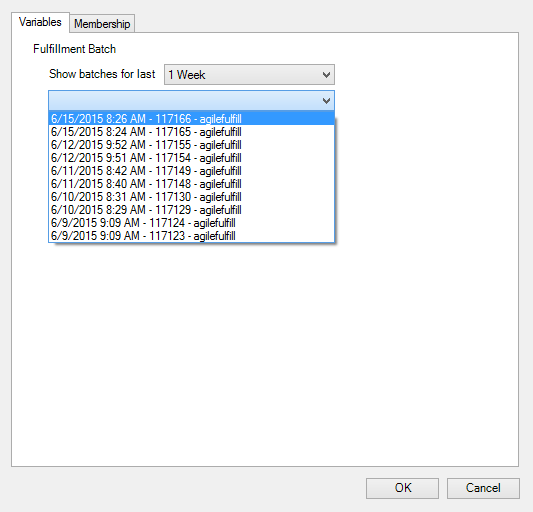 Variables Membership
Fulfillment Batch
Show batches for last 1 Week
6/15/2015 8:26 AM - 117166 - agilefulfill
6/15/2015 8:24 AM - 117165 - agilefulfill
6/12/2015 9:52 AM - 117155 - agilefulfill
6/12/2015 9:51 AM - 117154 - agilefulfill
6/11/2015 8:42 AM - 117149 - agilefulfill
6/11/2015 8:40 AM - 117148 - agilefulfill
6/10/2015 8:31 AM - 117130 - agilefulfill
6/10/2015 8:29 AM - 117129 - agilefulfill
6/9/2015 9:09 AM - 117124 - agilefulfill
6/9/2015 9:09 AM - 117123 - agilefulfill
OK Cancel